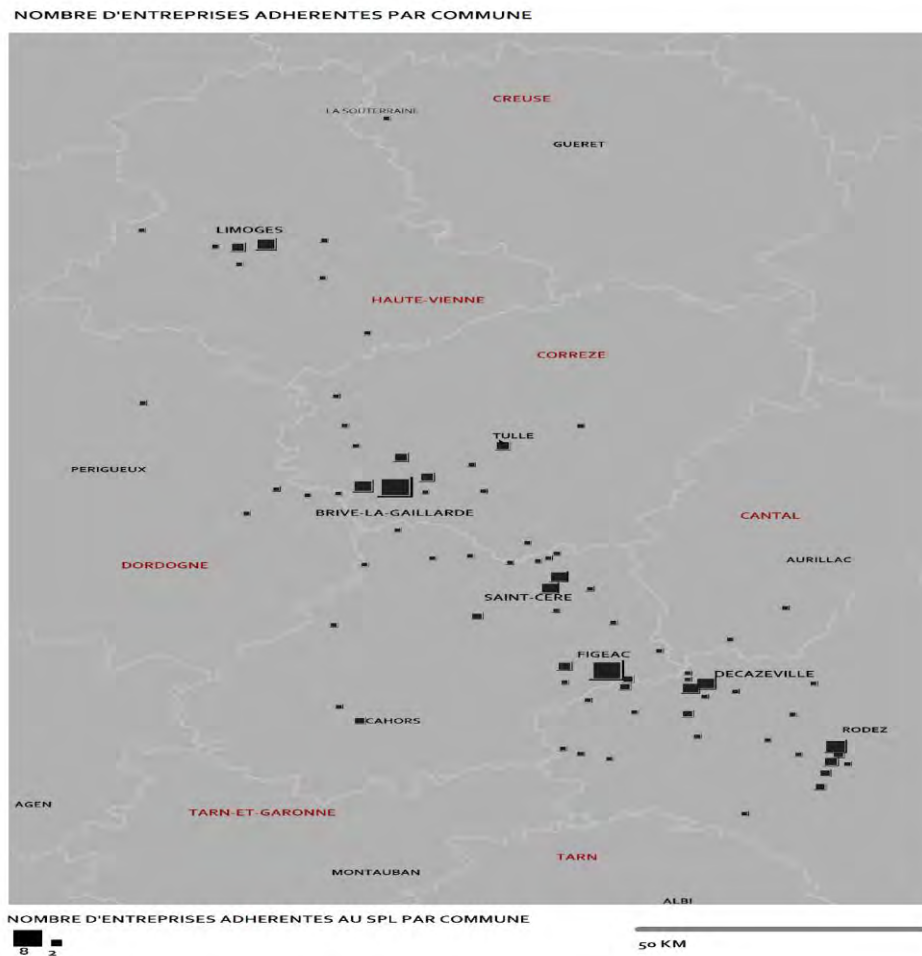 NOMBRE D'ENTREPRISES ADHERENTES PAR COMMUNE
CREUSE
LA SOUTERRAINE
GUERET
LIMOGES
HAUTE-VIENNE
CORREZE
TULLE
PERIGUEUX
BRIVE-LA-GAILLARDE
CANTAL
AURILLAC
DORDOGNE
SAINT-CERE
FIGEAC
DECAZEVILLE
CAHORS
RODEZ
AGEN
TARN-ET-GARONNE
TARN
MONTAUBAN
ALBI
NOMBRE D'ENTREPRISES ADHERENTES AU SPL PAR COMMUNE
8 2
50 KM